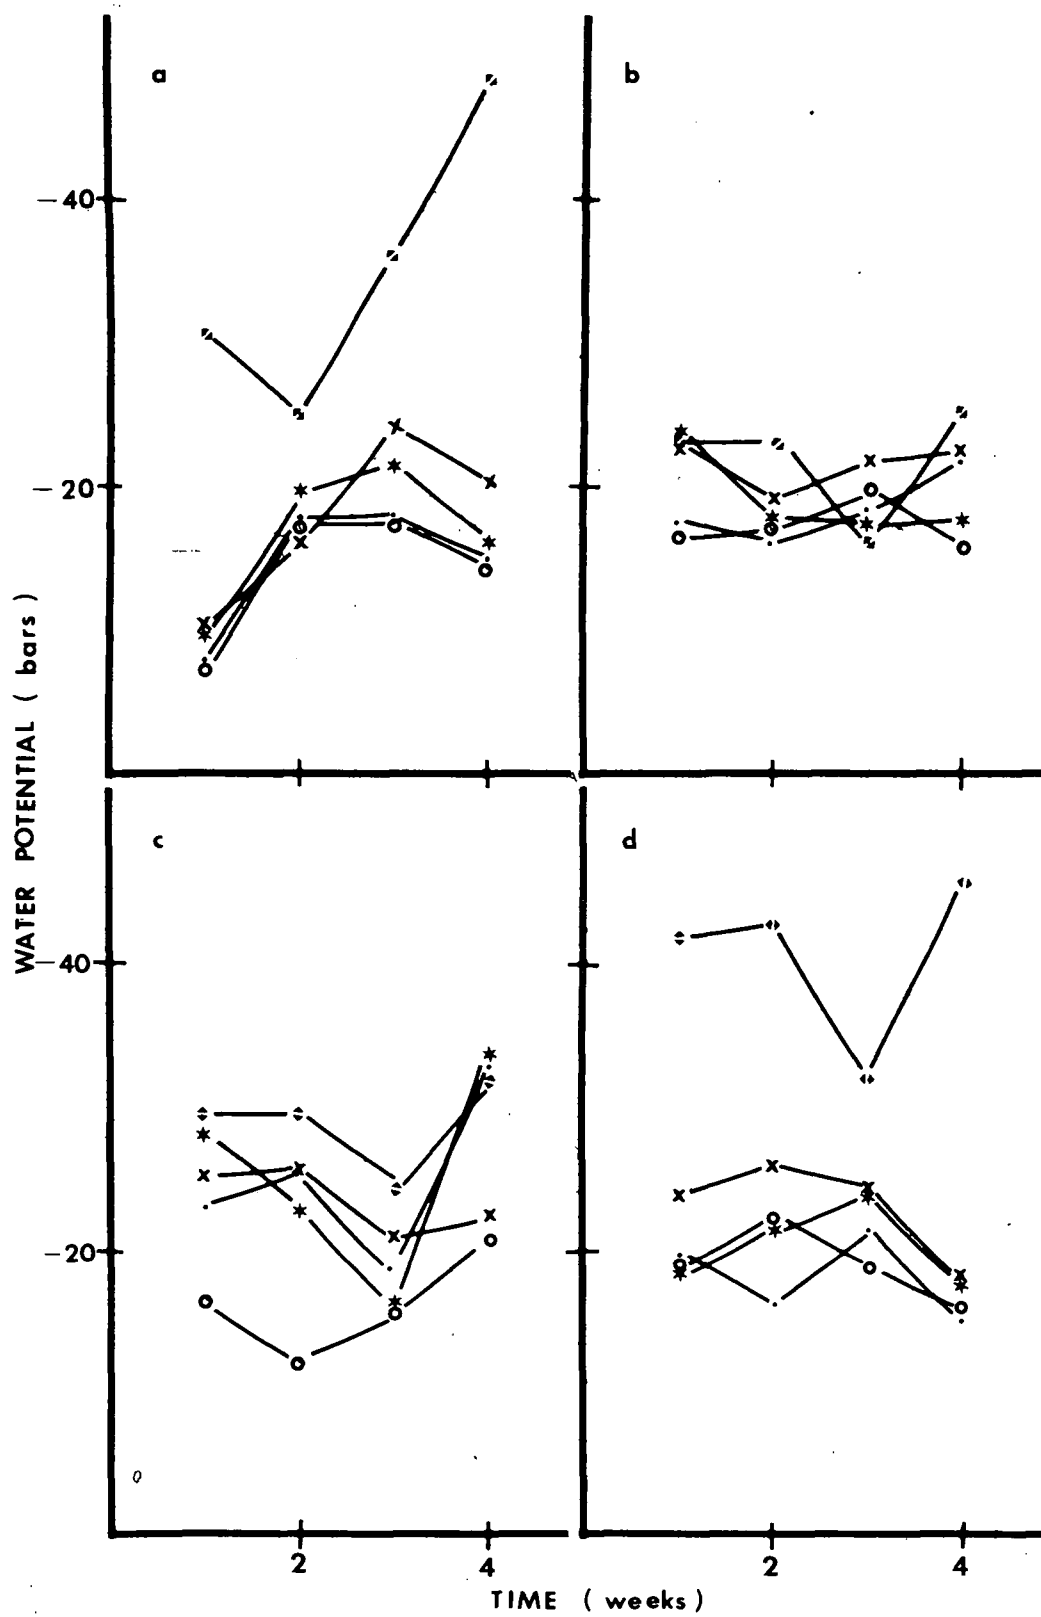 a
b
—40
—20
c
d
—40
—20
2
4
2
4
WATER POTENTIAL ( bars )
TIME ( weeks )